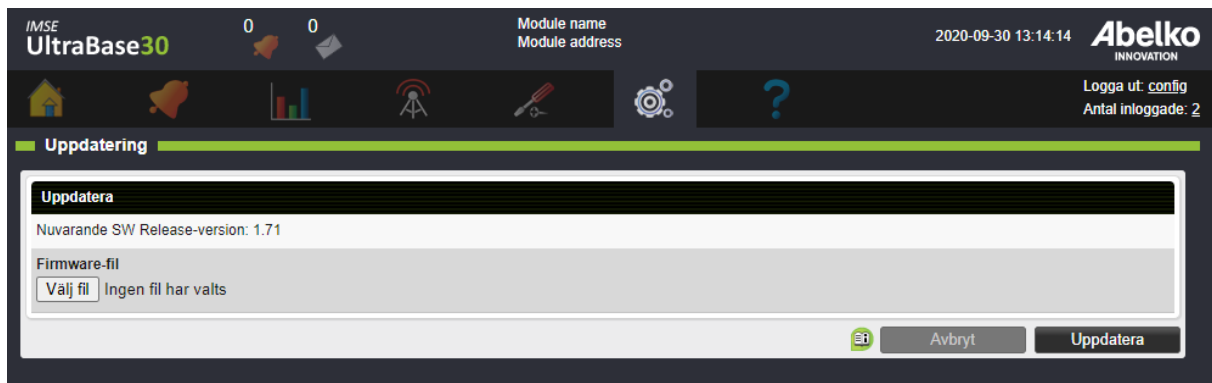 IMSE
UltraBase30
0
0
Module name
Module address
2020-09-30 13:14:14
Abelko
INNOVATION
Logga ut: config
Antal inloggade: 2
Uppdatering
Uppdatera
Nuvarande SW Release-version: 1.71
Firmware-fil
Välj fil Ingen fil har valts
Avbryt
Uppdatera